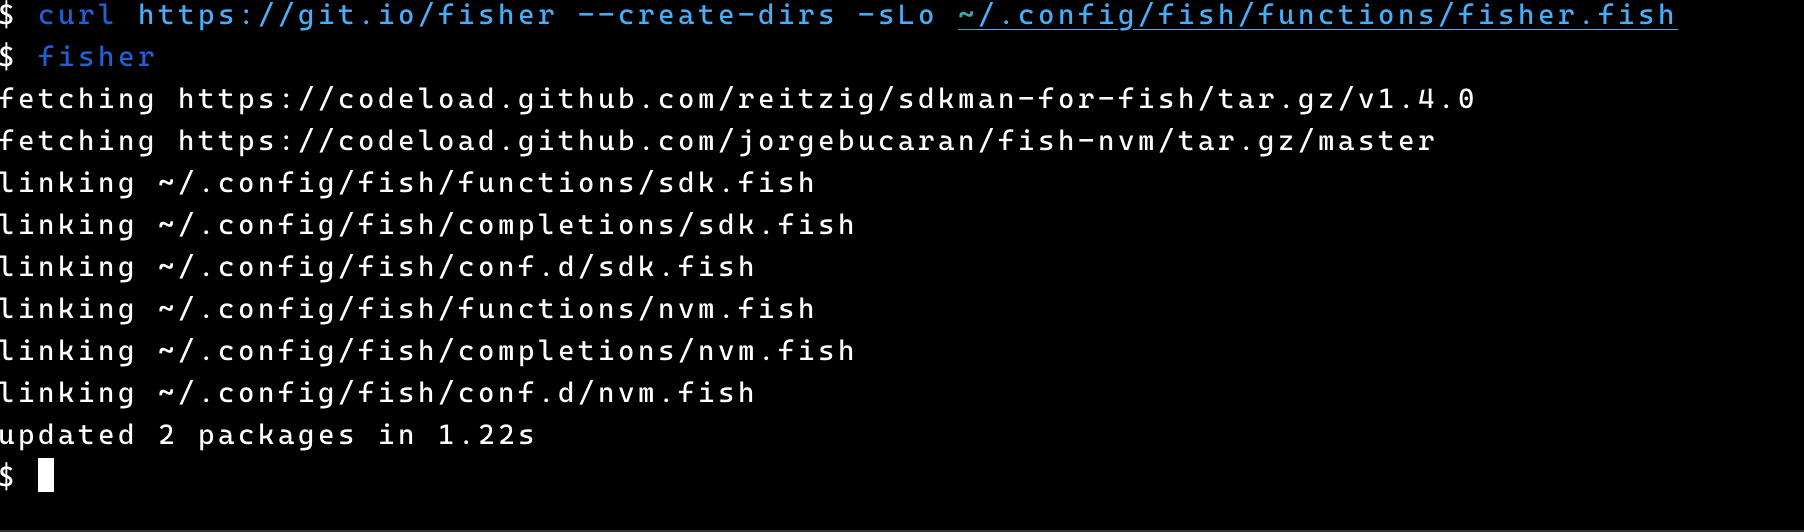 $ curl https://git.io/fisher --create-dirs -sLo ~/.config/fish/functions/fisher.fish
$ fisher
fetching https://codeload.github.com/reitzig/sdkman-for-fish/tar.gz/v1.4.0
fetching https://codeload.github.com/jorgebucaran/fish-nvm/tar.gz/master
linking ~/.config/fish/functions/sdk.fish
linking ~/.config/fish/completions/sdk.fish
linking ~/.config/fish/conf.d/sdk.fish
linking ~/.config/fish/functions/nvm.fish
linking ~/.config/fish/completions/nvm.fish
linking ~/.config/fish/conf.d/nvm.fish
updated 2 packages in 1.22s
$